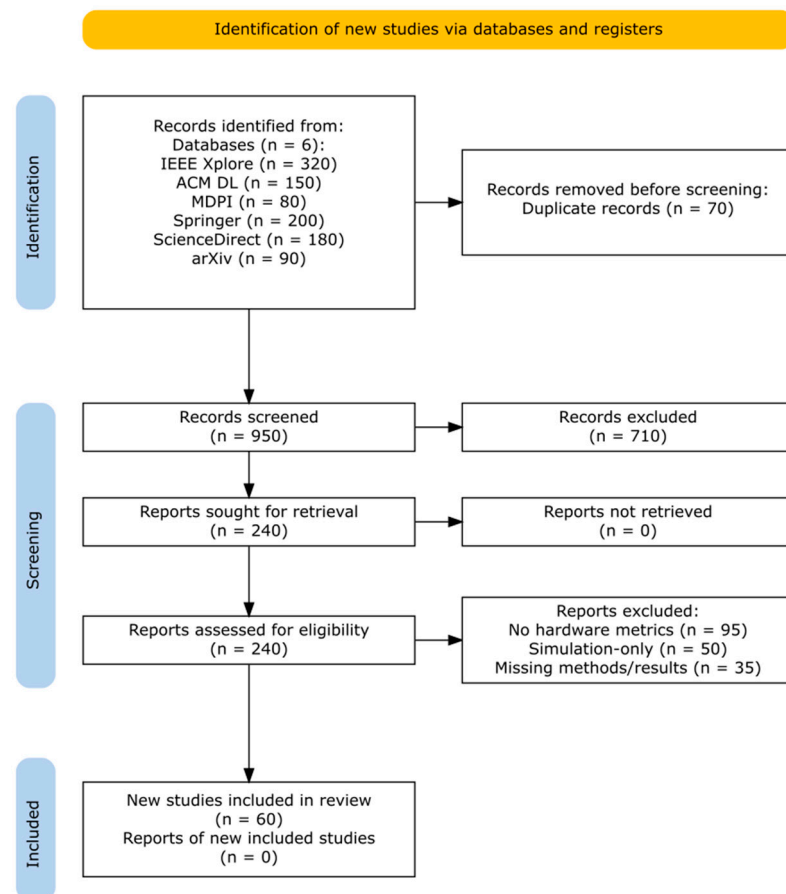 Identification of new studies via databases and registers
Identification
Records identified from:
Databases (n = 6):
IEEE Xplore (n = 320)
ACM DL (n = 150)
MDPI (n = 80)
Springer (n = 200)
ScienceDirect (n = 180)
arXiv (n = 90)
Records removed before screening:
Duplicate records (n = 70)
Screening
Records screened
(n = 950)
Records excluded
(n = 710)
Reports sought for retrieval
(n = 240)
Reports not retrieved
(n = 0)
Reports assessed for eligibility
(n = 240)
Reports excluded:
No hardware metrics (n = 95)
Simulation-only (n = 50)
Missing methods/results (n = 35)
Included
New studies included in review
(n = 60)
Reports of new included studies
(n = 0)